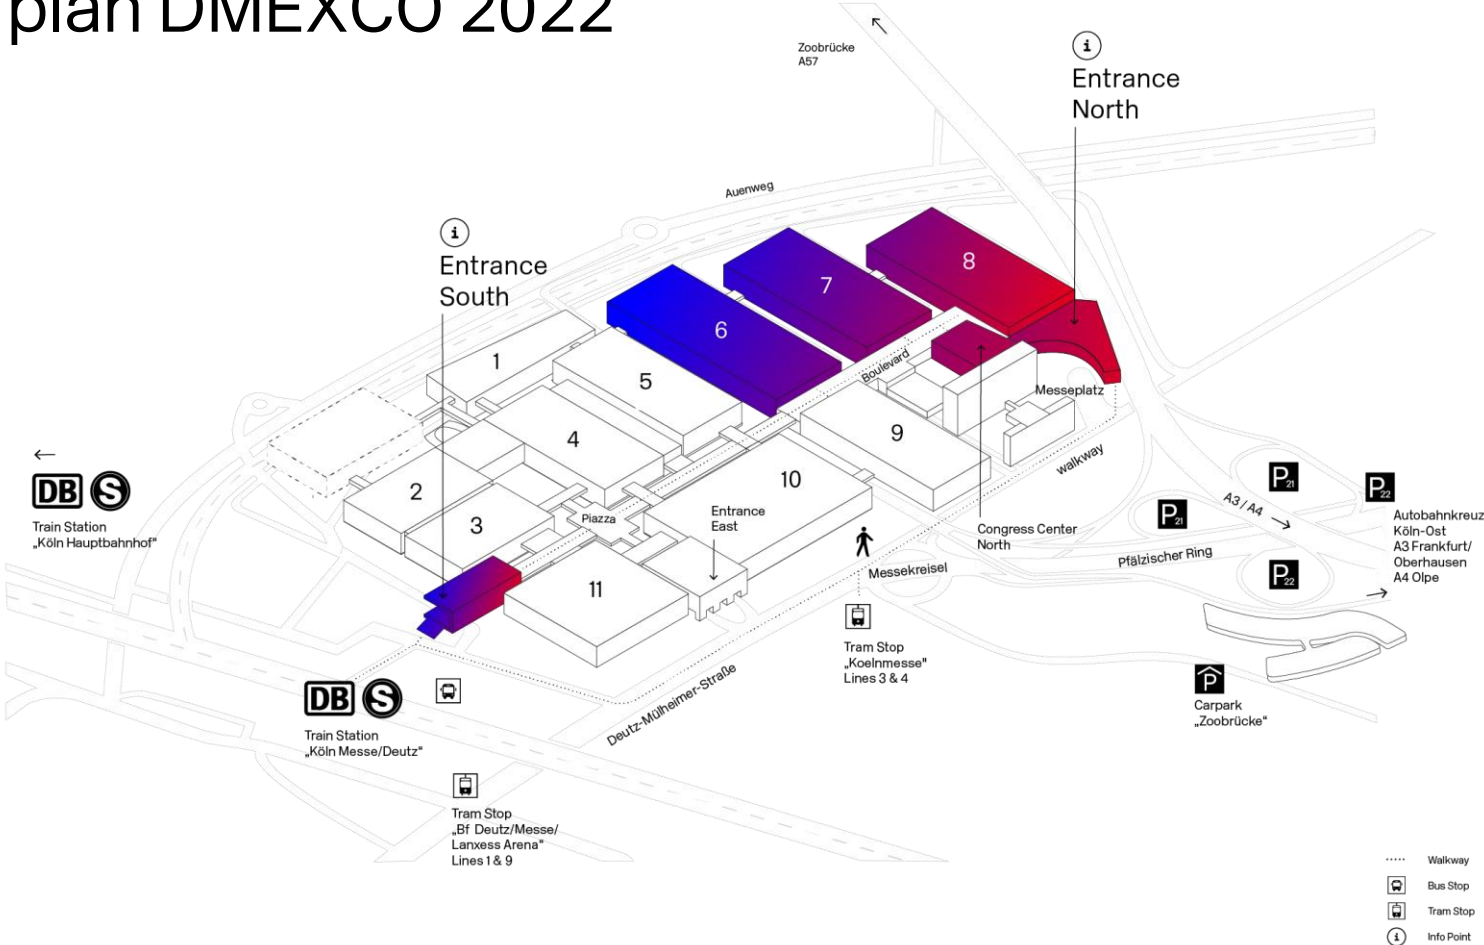 plan DMEXCO 2022
Zoobrücke
A57
i
Entrance
North
Auenweg
i
Entrance
South
8
7
6
1
5
Boulevard
Messeplatz
4
9
walkway
2
10
3
Piazza
Entrance
East
11
DB S
Train Station
„Köln Hauptbahnhof“
Congress Center
North
Messekreisel
Pfälzischer Ring
A3 / A4
P21
P21
P22
P22
Autobahnkreuz
Köln-Ost
A3 Frankfurt/
Oberhausen
A4 Olpe
Tram Stop
„Koelnmesse"
Lines 3 & 4
Deutz-Mülheimer-Straße
P
Carpark
„Zoobrücke“
DB S
Train Station
„Köln Messe/Deutz“
Tram Stop
„Bf Deutz/Messe/
Lanxess Arena"
Lines 1 & 9
Walkway
Bus Stop
Tram Stop
i Info Point